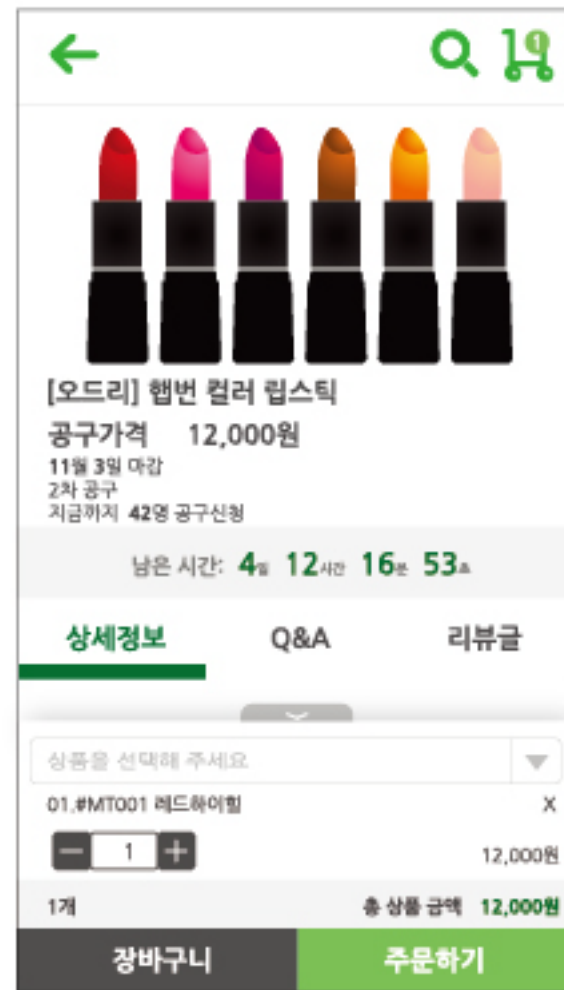 1
[오드리] 햅번 컬러 립스틱
공구가격 12,000원
11월 3일 마감
2차 공구
지금까지 42명 공구신청
남은 시간: 4일 12시간 16분 53초
상세정보 Q&A 리뷰글
상품을 선택해 주세요
01.#MT001 레드하이힐 X
1 12,000원
1개 총 상품 금액 12,000원
장바구니 주문하기